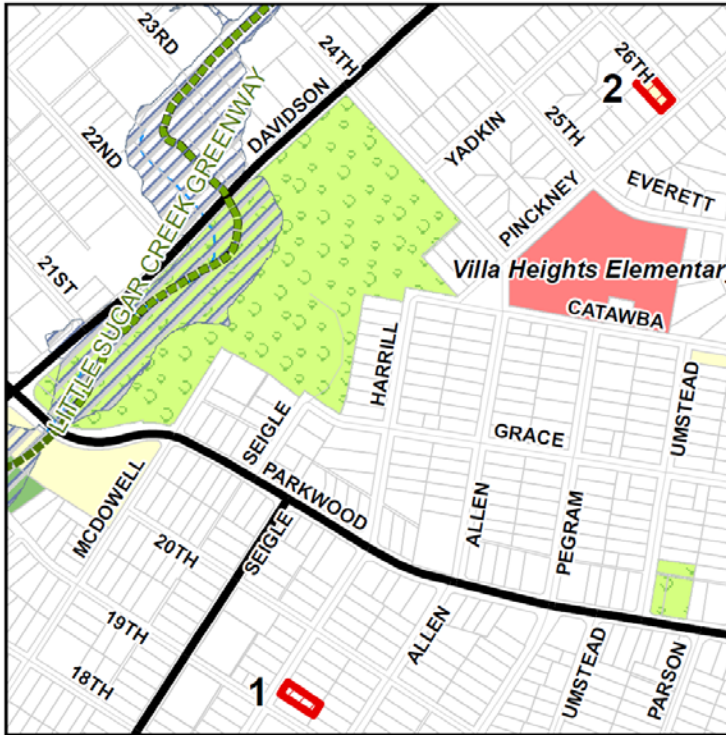 23RD
24TH
26TH
2
22ND
DAVIDSON
25TH
YADKIN
EVERETT
PINCKNEY
LITTLE SUGAR CREEK GREENWAY
21ST
Villa Heights Elementary
CATAWBA
HARRILL
UMSTEAD
SEIGLE
GRACE
PARKWOOD
MCDOWELL
ALLEN
PEGRAM
20TH
SEIGLE
19TH
ALLEN
18TH
UMSTEAD
PARSON
1